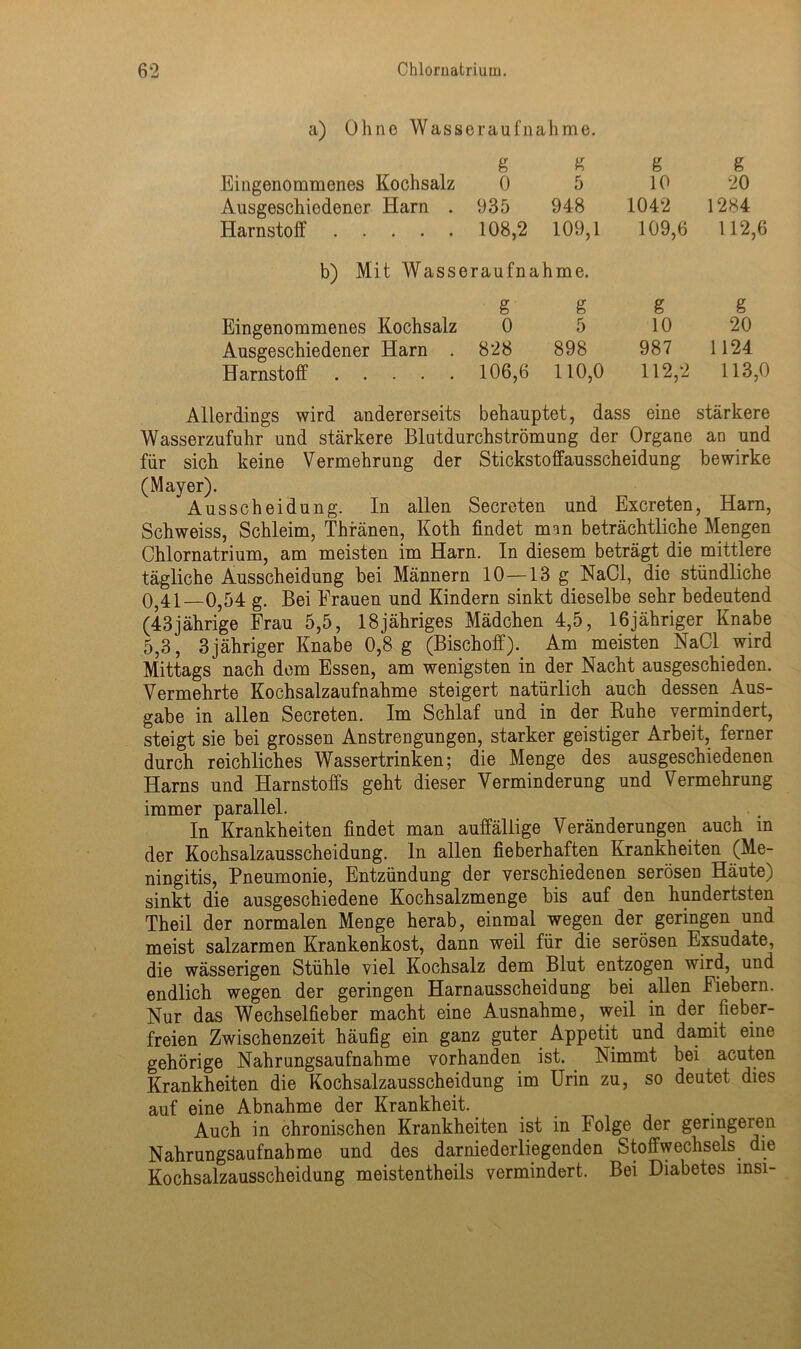 62 Chlornatrium.
a) Ohne Wasseraufnahme.
g g g g
Eingenommenes Kochsalz 0 5 10 20
Ausgeschiedener Harn . 935 948 1042 1284
Harnstoff . . . . . 108,2 109,1 109,6 112,6
b) Mit Wasseraufnahme.
g g g g
Eingenommenes Kochsalz 0 5 10 20
Ausgeschiedener Harn . 828 898 987 1124
Harnstoff . . . . . 106,6 110,0 112,2 113,0
Allerdings wird andererseits behauptet, dass eine stärkere
Wasserzufuhr und stärkere Blutdurchströmung der Organe an und
für sich keine Vermehrung der Stickstoffausscheidung bewirke
(Mayer).
Ausscheidung. In allen Secreten und Excreten, Harn,
Schweiss, Schleim, Thränen, Koth findet man beträchtliche Mengen
Chlornatrium, am meisten im Harn. In diesem beträgt die mittlere
tägliche Ausscheidung bei Männern 10—13 g NaCl, die stündliche
0,41—0,54 g. Bei Frauen und Kindern sinkt dieselbe sehr bedeutend
(43jährige Frau 5,5, 18jähriges Mädchen 4,5, 16jähriger Knabe
5,3, 3jähriger Knabe 0,8 g (Bischoff). Am meisten NaCl wird
Mittags nach dem Essen, am wenigsten in der Nacht ausgeschieden.
Vermehrte Kochsalzaufnahme steigert natürlich auch dessen Aus-
gabe in allen Secreten. Im Schlaf und in der Ruhe vermindert,
steigt sie bei grossen Anstrengungen, starker geistiger Arbeit, ferner
durch reichliches Wassertrinken; die Menge des ausgeschiedenen
Harns und Harnstoffs geht dieser Verminderung und Vermehrung
immer parallel.
In Krankheiten findet man auffällige Veränderungen auch in
der Kochsalzausscheidung. In allen fieberhaften Krankheiten (Me-
ningitis, Pneumonie, Entzündung der verschiedenen serösen Häute)
sinkt die ausgeschiedene Kochsalzmenge bis auf den hundertsten
Theil der normalen Menge herab, einmal wegen der geringen und
meist salzarmen Krankenkost, dann weil für die serösen Exsudate,
die wässerigen Stühle viel Kochsalz dem Blut entzogen wird, und
endlich wegen der geringen Harnausscheidung bei allen Fiebern.
Nur das Wechselfieber macht eine Ausnahme, weil in der fieber-
freien Zwischenzeit häufig ein ganz guter Appetit und damit eine
gehörige Nahrungsaufnahme vorhanden ist. Nimmt bei acuten
Krankheiten die Kochsalzausscheidung im Urin zu, so deutet dies
auf eine Abnahme der Krankheit.
Auch in chronischen Krankheiten ist in Folge der geringeren
Nahrungsaufnahme und des darniederliegenden Stoffwechsels die
Kochsalzausscheidung meistentheils vermindert. Bei Diabetes insi-